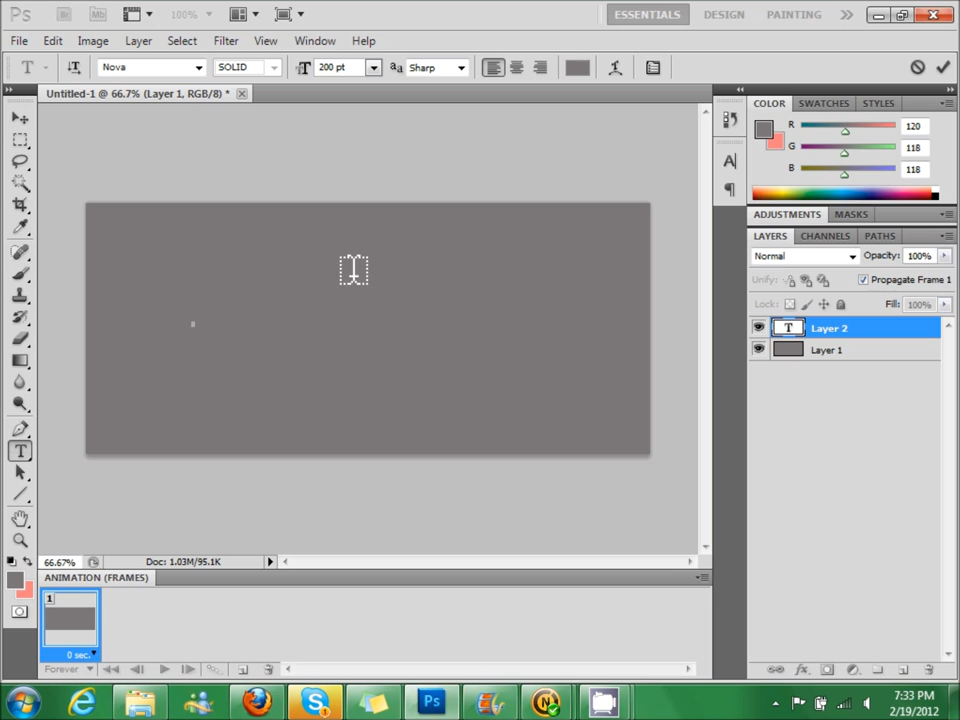 Ps Br Mb 100% ESSENTIALS DESIGN PAINTING
File Edit Image Layer Select Filter View Window Help
T Nova SOLID 200 pt aa Sharp
Untitled-1 @ 66.7% (Layer 1, RGB/8) *
COLOR SWATCHES STYLES
R 120
G 118
B 118
ADJUSTMENTS MASKS
LAYERS CHANNELS PATHS
Normal Opacity: 100%
Unify: Propagate Frame 1
Lock: Fill: 100%
T Layer 2
Layer 1
66.67% Doc: 1.03M/95.1K
ANIMATION (FRAMES)
1
0 sec.
Forever
7:33 PM
2/19/2012